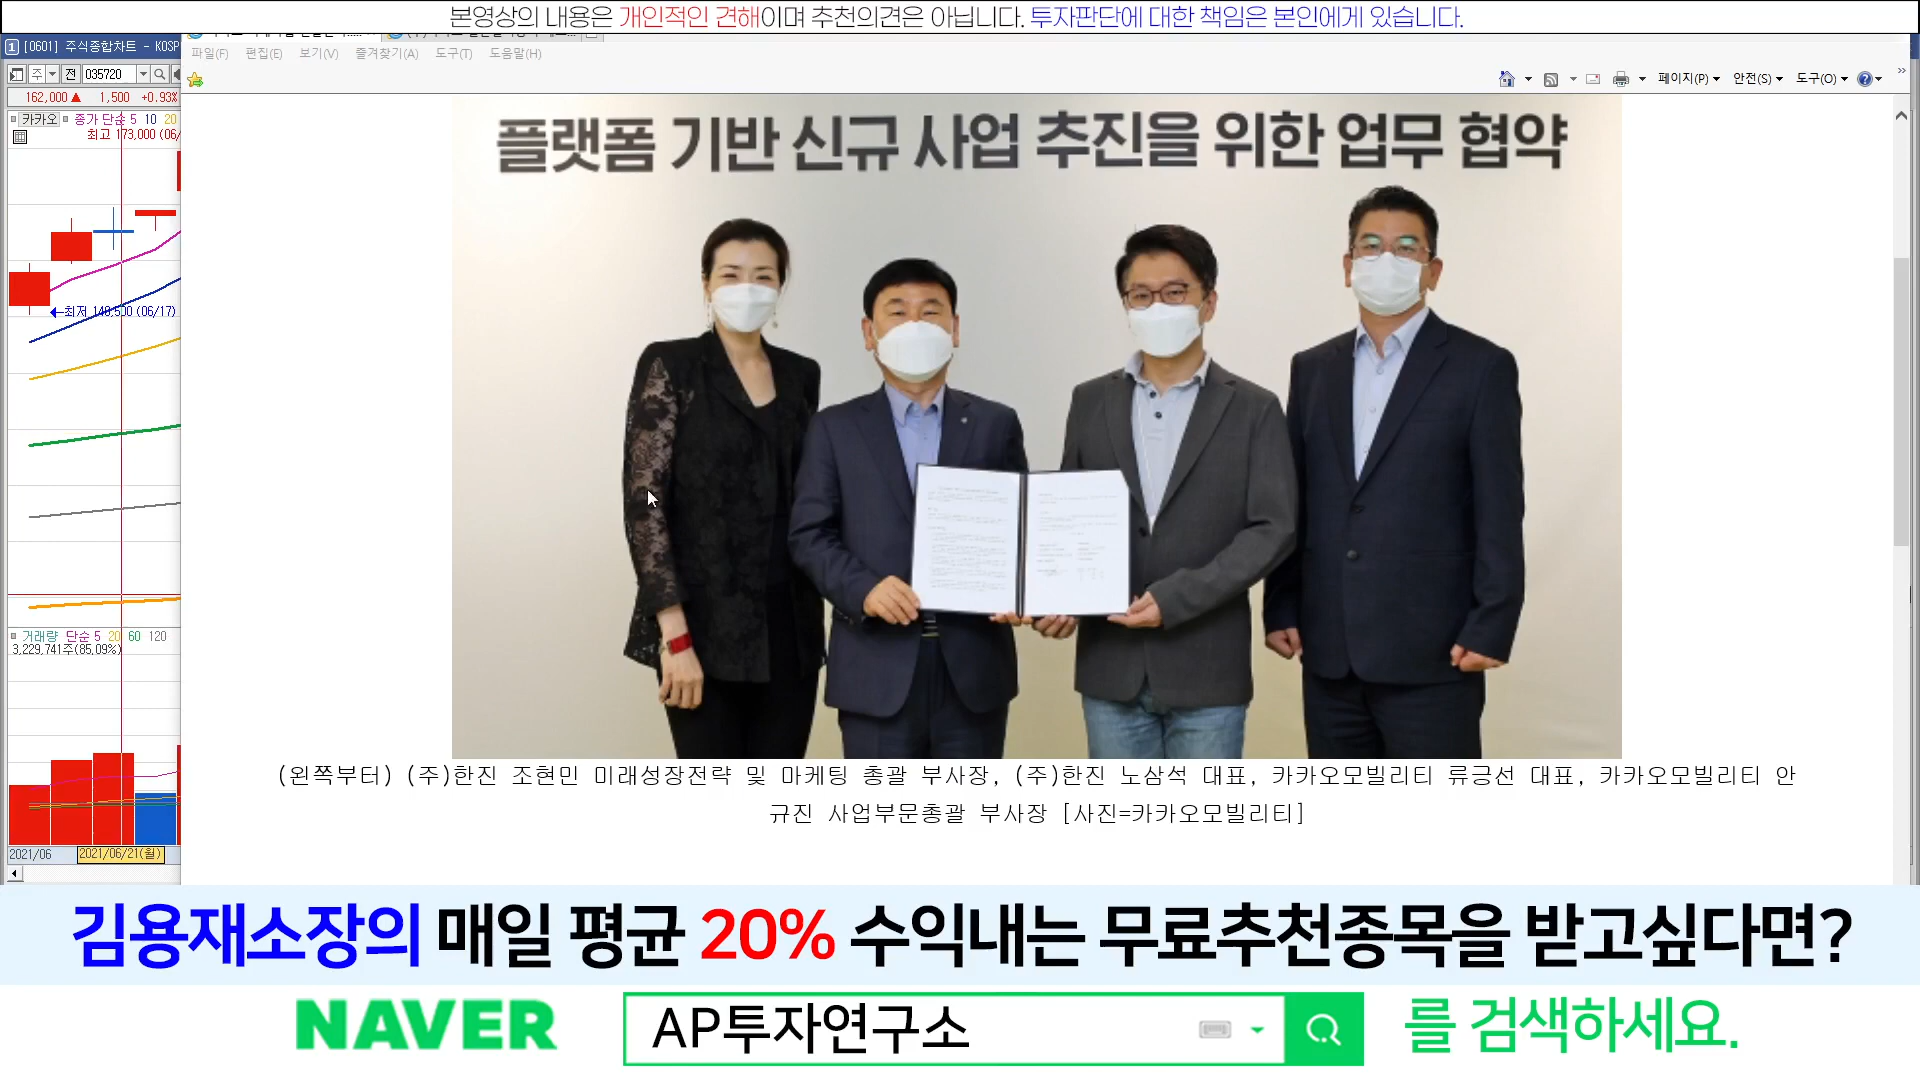 본영상의 내용은 개인적인 견해이며 추천의견은 아닙니다. 투자판단에 대한 책임은 본인에게 있습니다.
1 [0601] 주식종합차트 - KOSP
파일(F) 편집(E) 보기(V) 즐겨찾기(A) 도구(T) 도움말(H)
주 전 035720
페이지(P) 안전(S) 도구(O)
162,000 ▲ 1,500 +0.93%
카카오 종가 단순 5 10 20
최고 173,000 (06/
플랫폼 기반 신규 사업 추진을 위한 업무 협약
←최저 148,500 (06/17)
거래량 단순 5 20 60 120
3,229,741주(85.09%)
(왼쪽부터) (주)한진 조현민 미래성장전략 및 마케팅 총괄 부사장, (주)한진 노삼석 대표, 카카오모빌리티 류긍선 대표, 카카오모빌리티 안
규진 사업부문총괄 부사장 [사진=카카오모빌리티]
2021/06 2021/06/21(월)
김용재소장의 매일 평균 20% 수익내는 무료추천종목을 받고싶다면?
NAVER AP투자연구소 를 검색하세요.